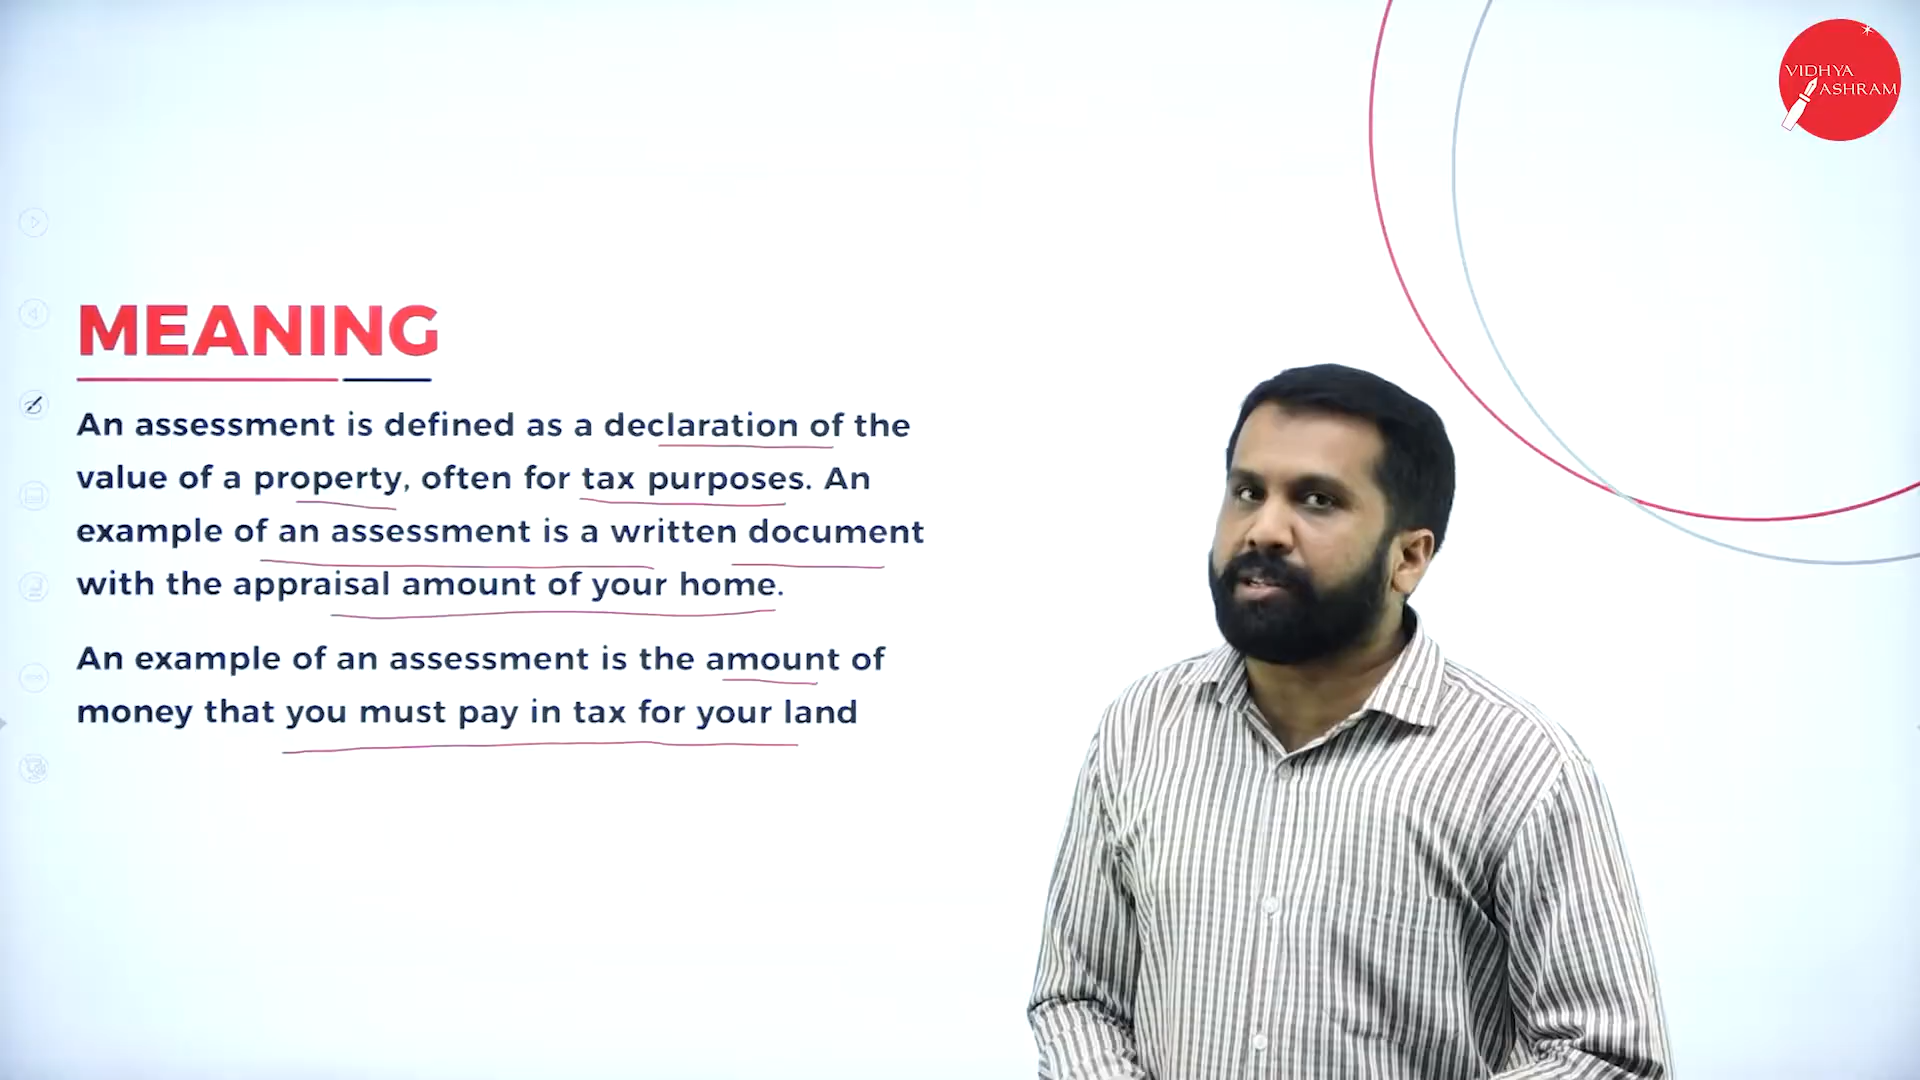 VIDHYA
ASHRAM
MEANING
An assessment is defined as a declaration of the
value of a property, often for tax purposes. An
example of an assessment is a written document
with the appraisal amount of your home.
An example of an assessment is the amount of
money that you must pay in tax for your land